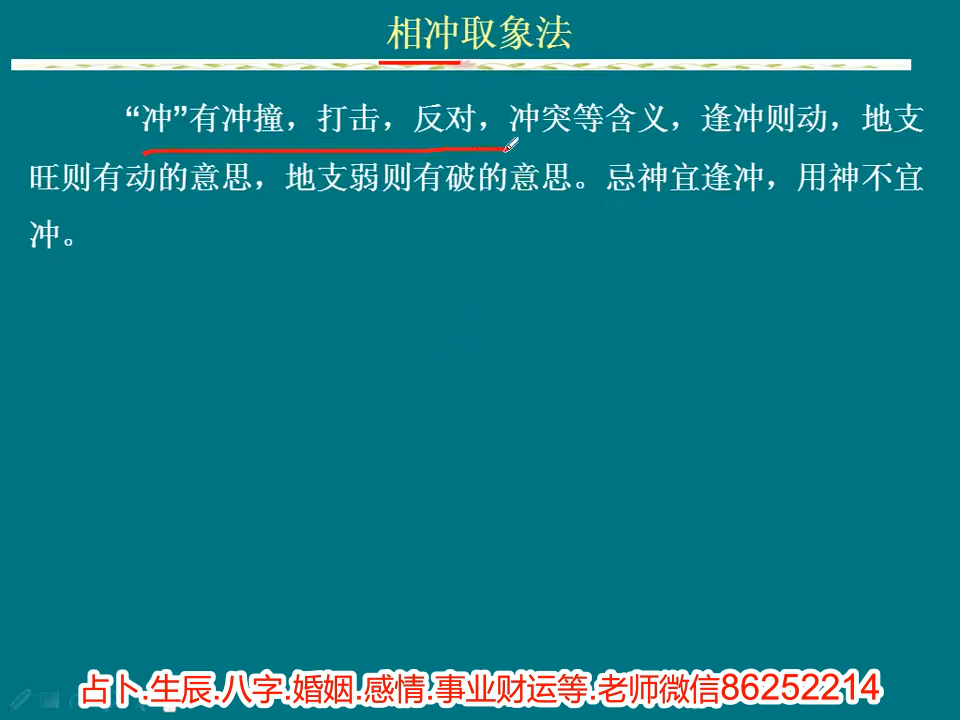 相冲取象法
“冲”有冲撞，打击，反对，冲突等含义，逢冲则动，地支
旺则有动的意思，地支弱则有破的意思。忌神宜逢冲，用神不宜
冲。
占卜.生辰.八字.婚姻.感情.事业财运等.老师微信86252214